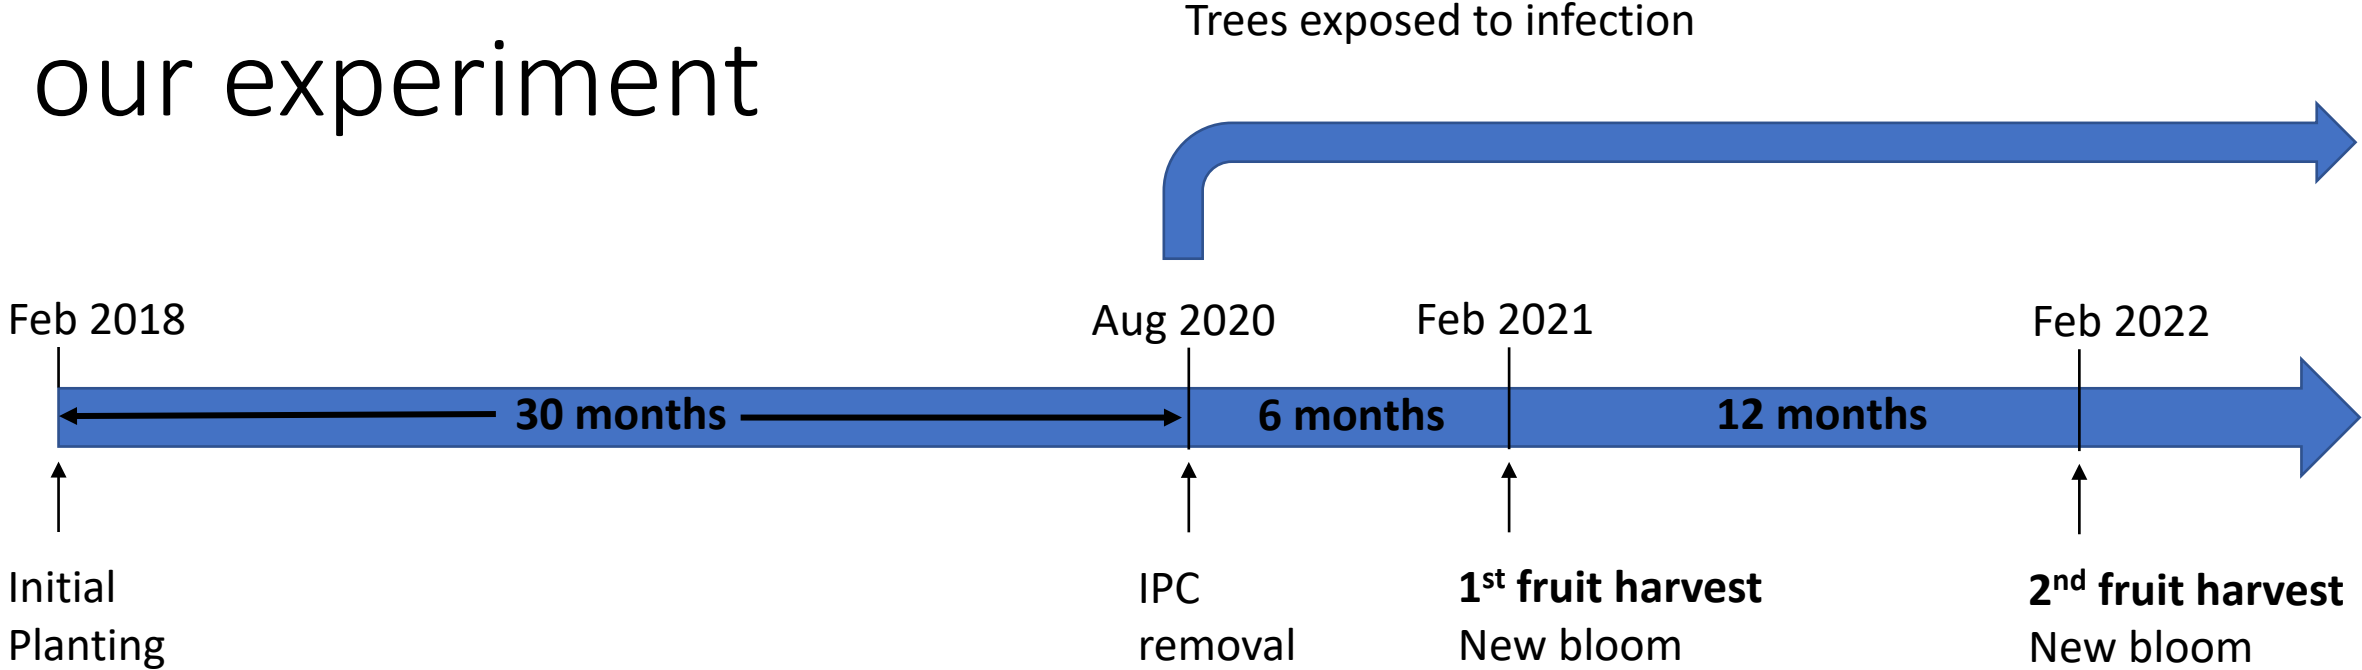 Trees exposed to infection
our experiment
Feb 2018
Aug 2020
Feb 2021
Feb 2022
30 months
6 months
12 months
Initial
Planting
IPC
removal
1st fruit harvest
New bloom
2nd fruit harvest
New bloom